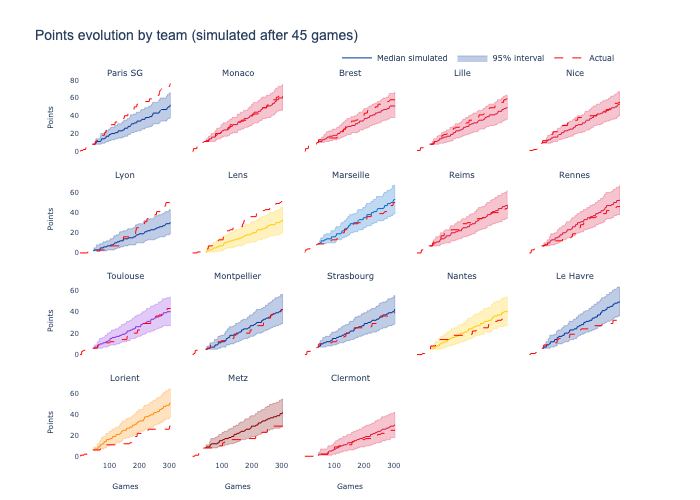 Points evolution by team (simulated after 45 games)
Median simulated 95% interval Actual
Paris SG Monaco Brest Lille Nice
80
60
40
20
0
Points
Lyon Lens Marseille Reims Rennes
60
40
20
0
Points
Toulouse Montpellier Strasbourg Nantes Le Havre
60
40
20
0
Points
Lorient Metz Clermont
60
40
20
0
Points
100 200 300 100 200 300 100 200 300
Games Games Games